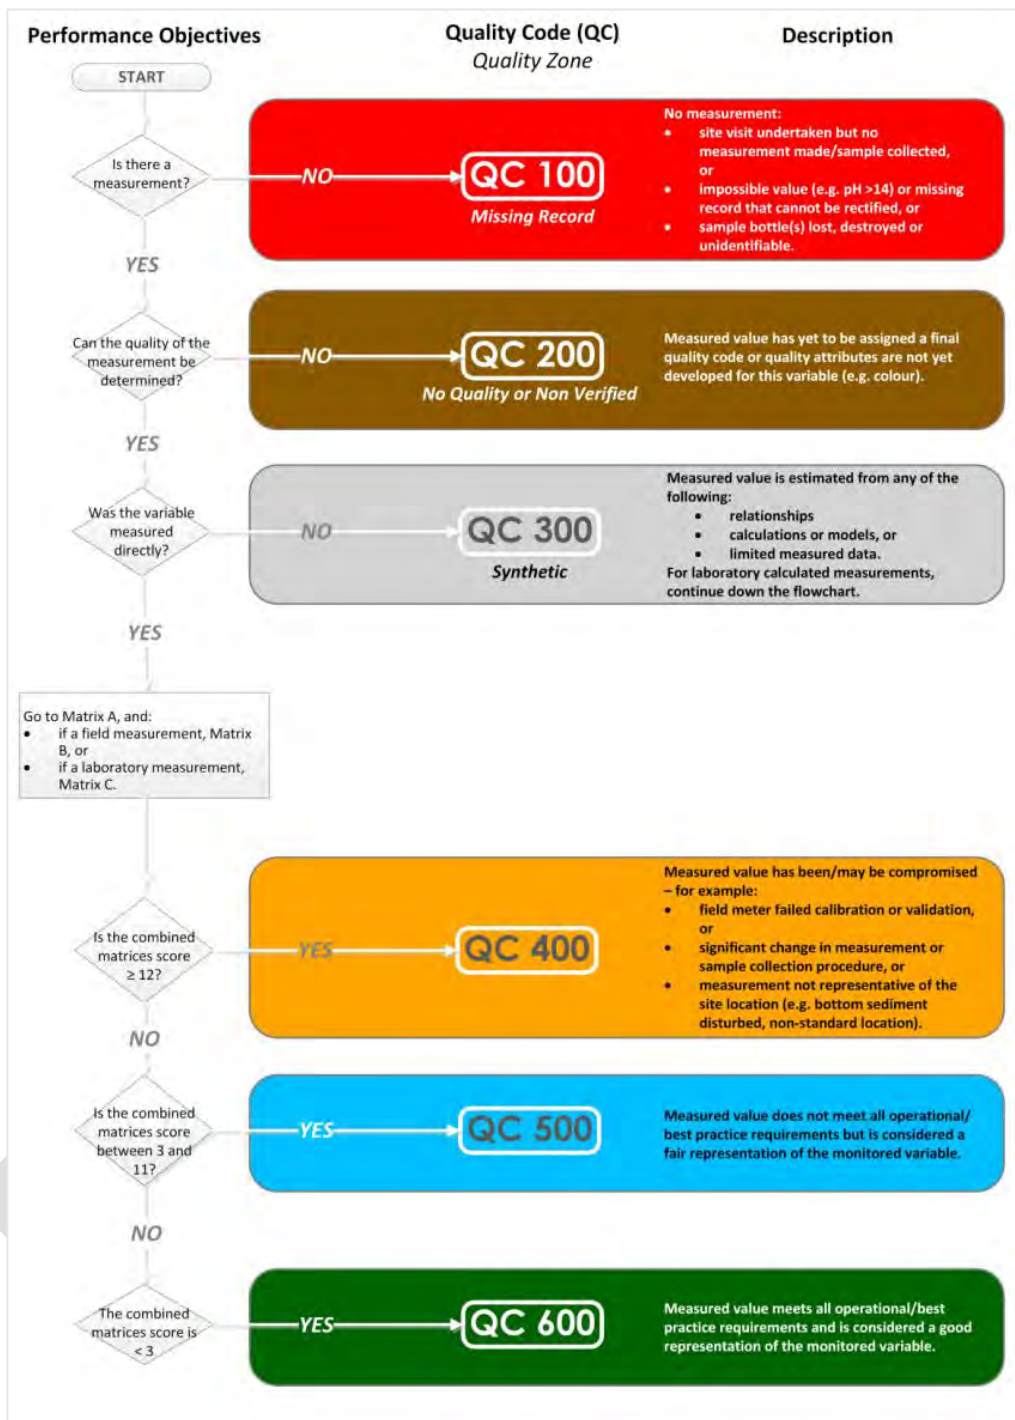 Performance Objectives
Quality Code (QC)
Quality Zone
Description
START
Is there a
measurement?
NO
QC 100
Missing Record
No measurement:
• site visit undertaken but no
measurement made/sample collected,
or
• impossible value (e.g. pH >14) or missing
record that cannot be rectified, or
• sample bottle(s) lost, destroyed or
unidentifiable.
YES
Can the quality of the
measurement be
determined?
NO
QC 200
No Quality or Non Verified
Measured value has yet to be assigned a final
quality code or quality attributes are not yet
developed for this variable (e.g. colour).
YES
Was the variable
measured
directly?
NO
QC 300
Synthetic
Measured value is estimated from any of the
following:
• relationships
• calculations or models, or
• limited measured data.
For laboratory calculated measurements,
continue down the flowchart.
YES
Go to Matrix A, and:
• if a field measurement, Matrix
B, or
• if a laboratory measurement,
Matrix C.
Is the combined
matrices score
≥ 12?
YES
QC 400
Measured value has been/may be compromised
– for example:
• field meter failed calibration or validation,
or
• significant change in measurement or
sample collection procedure, or
• measurement not representative of the
site location (e.g. bottom sediment
disturbed, non-standard location).
NO
Is the combined
matrices score
between 3 and
11?
YES
QC 500
Measured value does not meet all operational/
best practice requirements but is considered a
fair representation of the monitored variable.
NO
The combined
matrices score is
< 3
YES
QC 600
Measured value meets all operational/best
practice requirements and is considered a good
representation of the monitored variable.